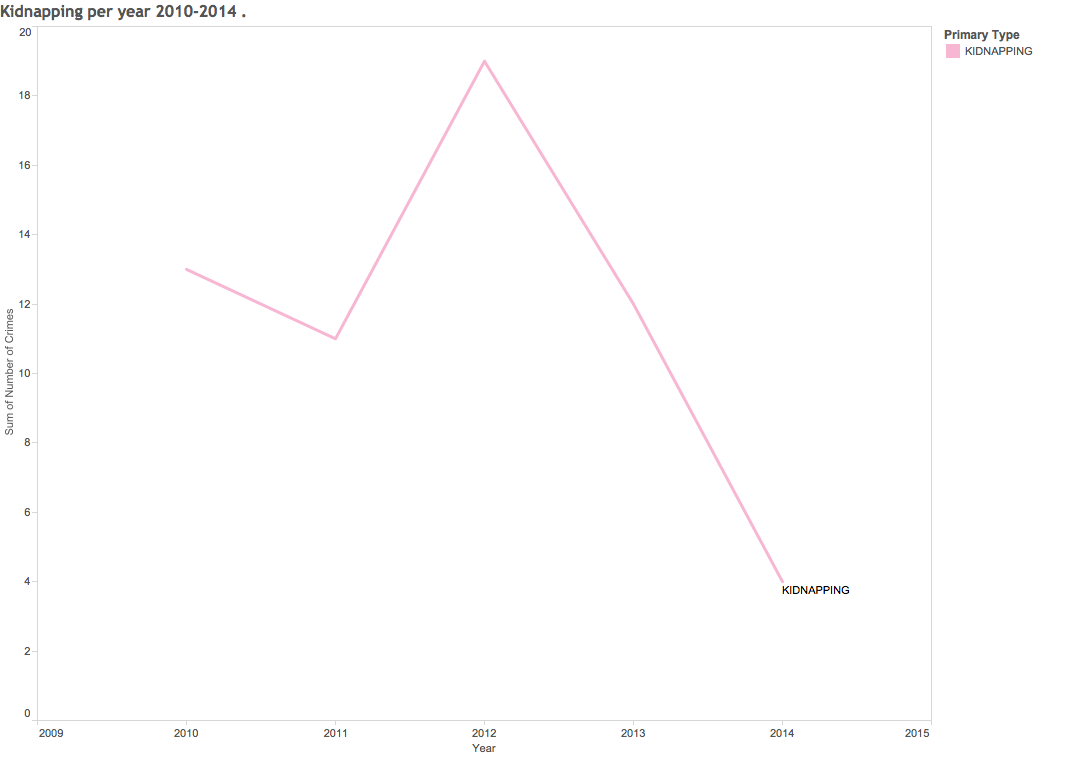 Kidnapping per year 2010-2014 .
Primary Type
KIDNAPPING
20
18
16
14
12
10
8
6
4
2
0
Sum of Number of Crimes
KIDNAPPING
2009 2010 2011 2012 2013 2014 2015
Year